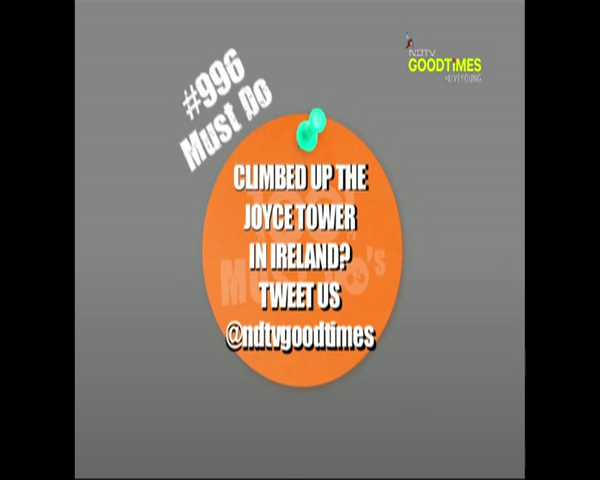 NDTV
GOODTiMES
#LIVEYOUNG
#996
Must Do
CLIMBED UP THE
JOYCE TOWER
IN IRELAND?
TWEET US
@ndtvgoodtimes